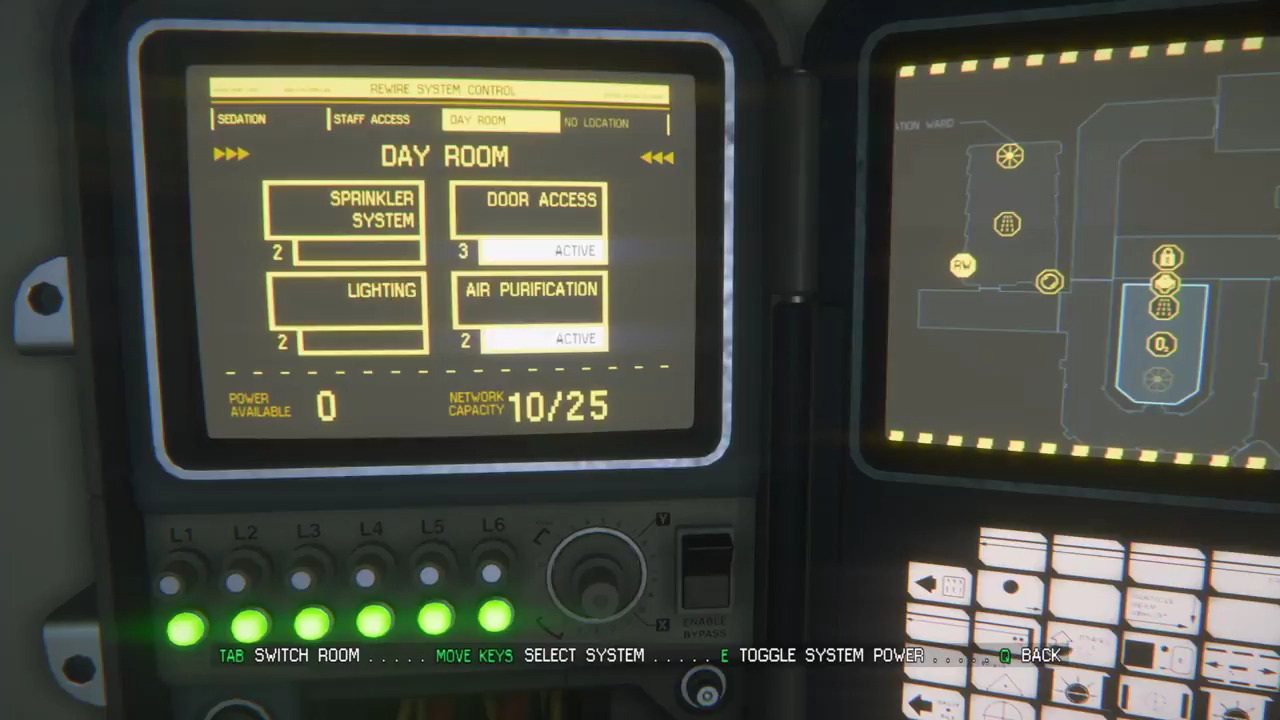 REWIRE SYSTEM CONTROL
SEDATION
STAFF ACCESS
DAY ROOM
NO LOCATION
DAY ROOM
SPRINKLER
SYSTEM
2
DOOR ACCESS
3 ACTIVE
LIGHTING
2
AIR PURIFICATION
2 ACTIVE
POWER
AVAILABLE
0
NETWORK
CAPACITY
10/25
ATION WARD
RW
O₂
L1 L2 L3 L4 L5 L6
Y
X
ENABLE
BYPASS
TAB SWITCH ROOM ..... MOVE KEYS SELECT SYSTEM ..... E TOGGLE SYSTEM POWER ..... Q BACK